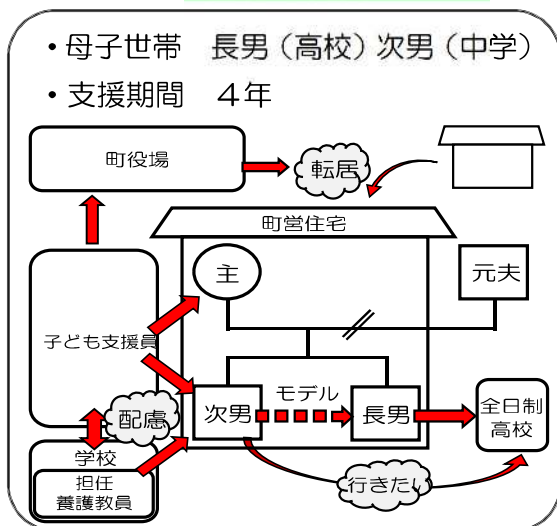 ・母子世帯　長男（高校）次男（中学）
・支援期間　４年
町役場
転居
町営住宅
主
元夫
子ども支援員
モデル
配慮
次男
長男
全日制
高校
学校
担任
養護教員
行きたい